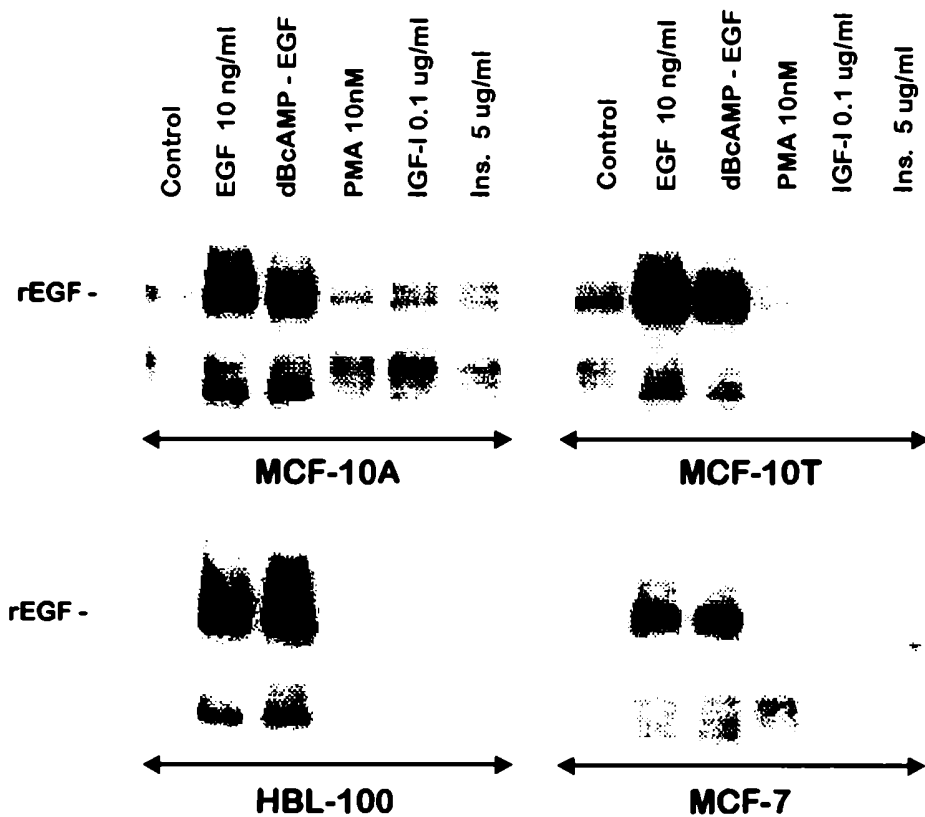 Control
EGF 10 ng/ml
dBcAMP - EGF
PMA 10nM
IGF-I 0.1 ug/ml
Ins. 5 ug/ml
Control
EGF 10 ng/ml
dBcAMP - EGF
PMA 10nM
IGF-I 0.1 ug/ml
Ins. 5 ug/ml
rEGF -
MCF-10A
MCF-10T
rEGF -
HBL-100
MCF-7